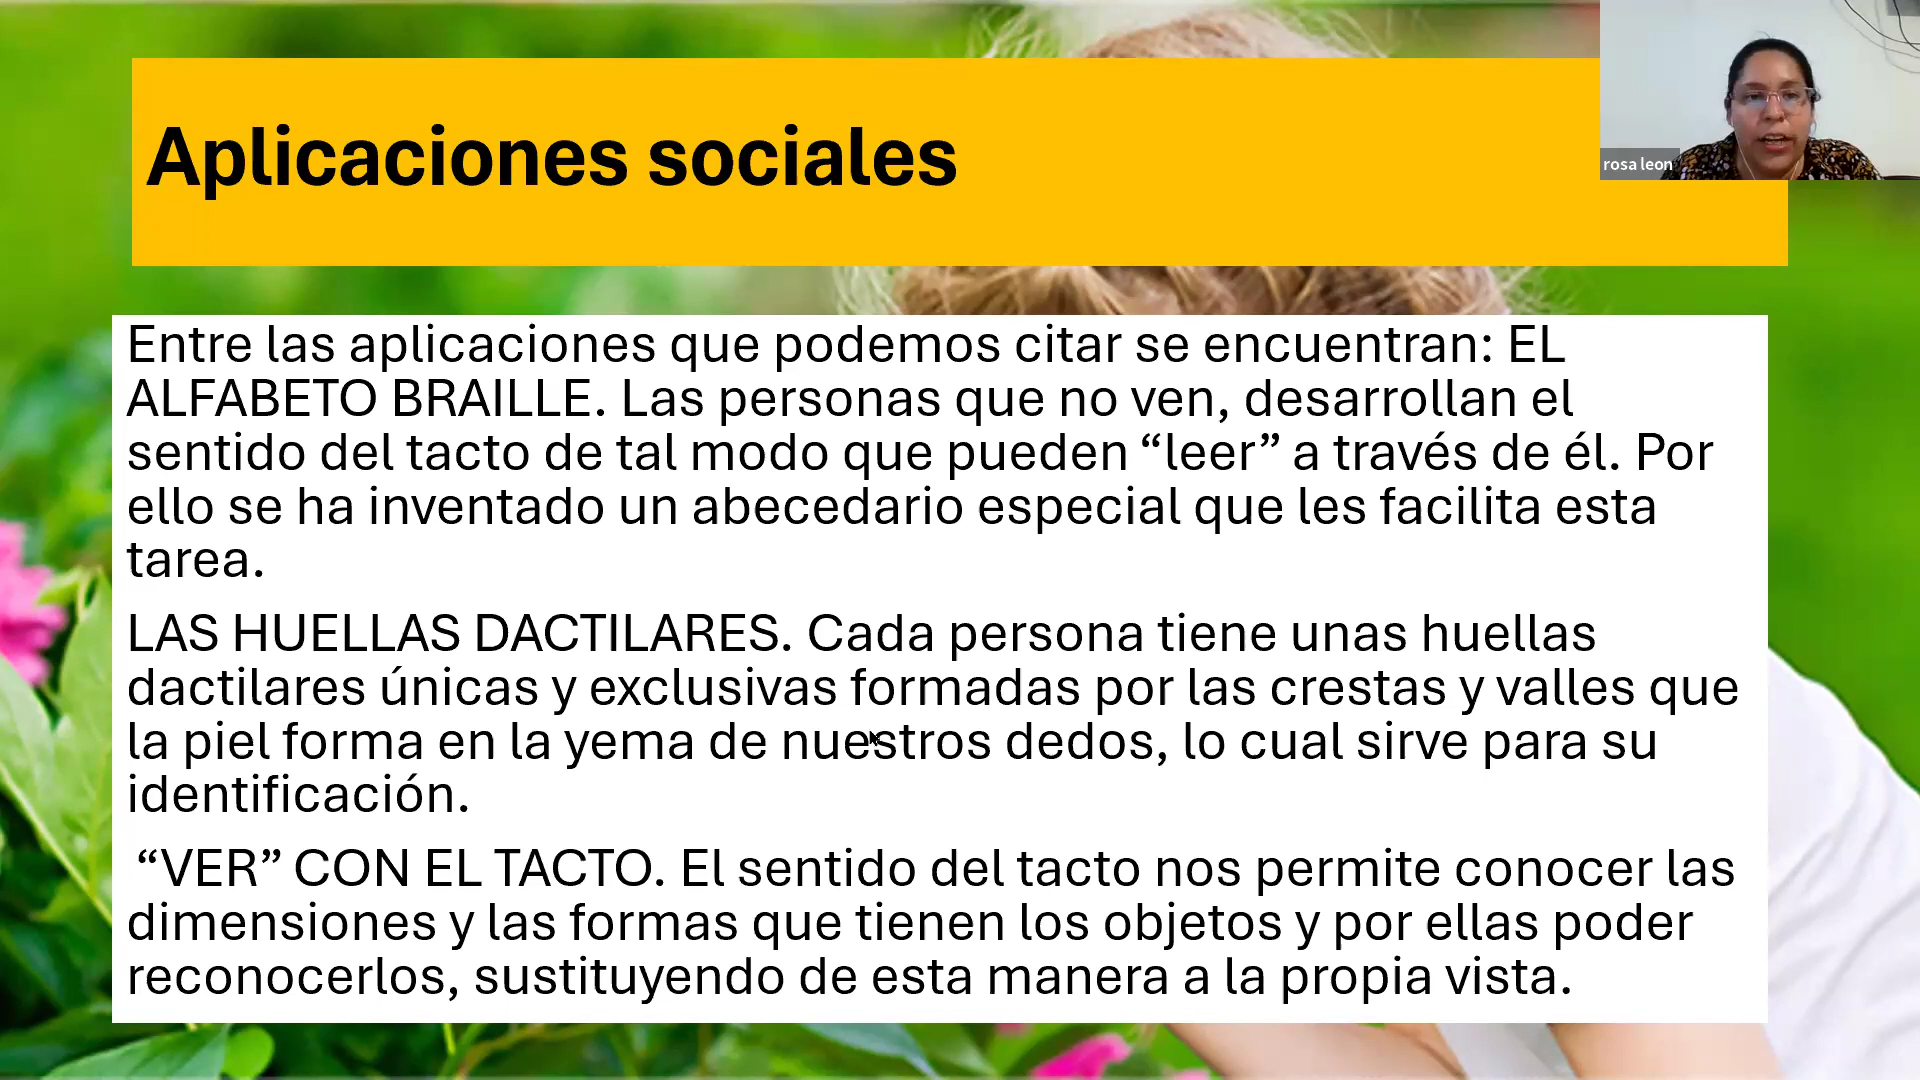 Aplicaciones sociales
rosa leon
Entre las aplicaciones que podemos citar se encuentran: EL
ALFABETO BRAILLE. Las personas que no ven, desarrollan el
sentido del tacto de tal modo que pueden “leer” a través de él. Por
ello se ha inventado un abecedario especial que les facilita esta
tarea.
LAS HUELLAS DACTILARES. Cada persona tiene unas huellas
dactilares únicas y exclusivas formadas por las crestas y valles que
la piel forma en la yema de nuestros dedos, lo cual sirve para su
identificación.
“VER” CON EL TACTO. El sentido del tacto nos permite conocer las
dimensiones y las formas que tienen los objetos y por ellas poder
reconocerlos, sustituyendo de esta manera a la propia vista.